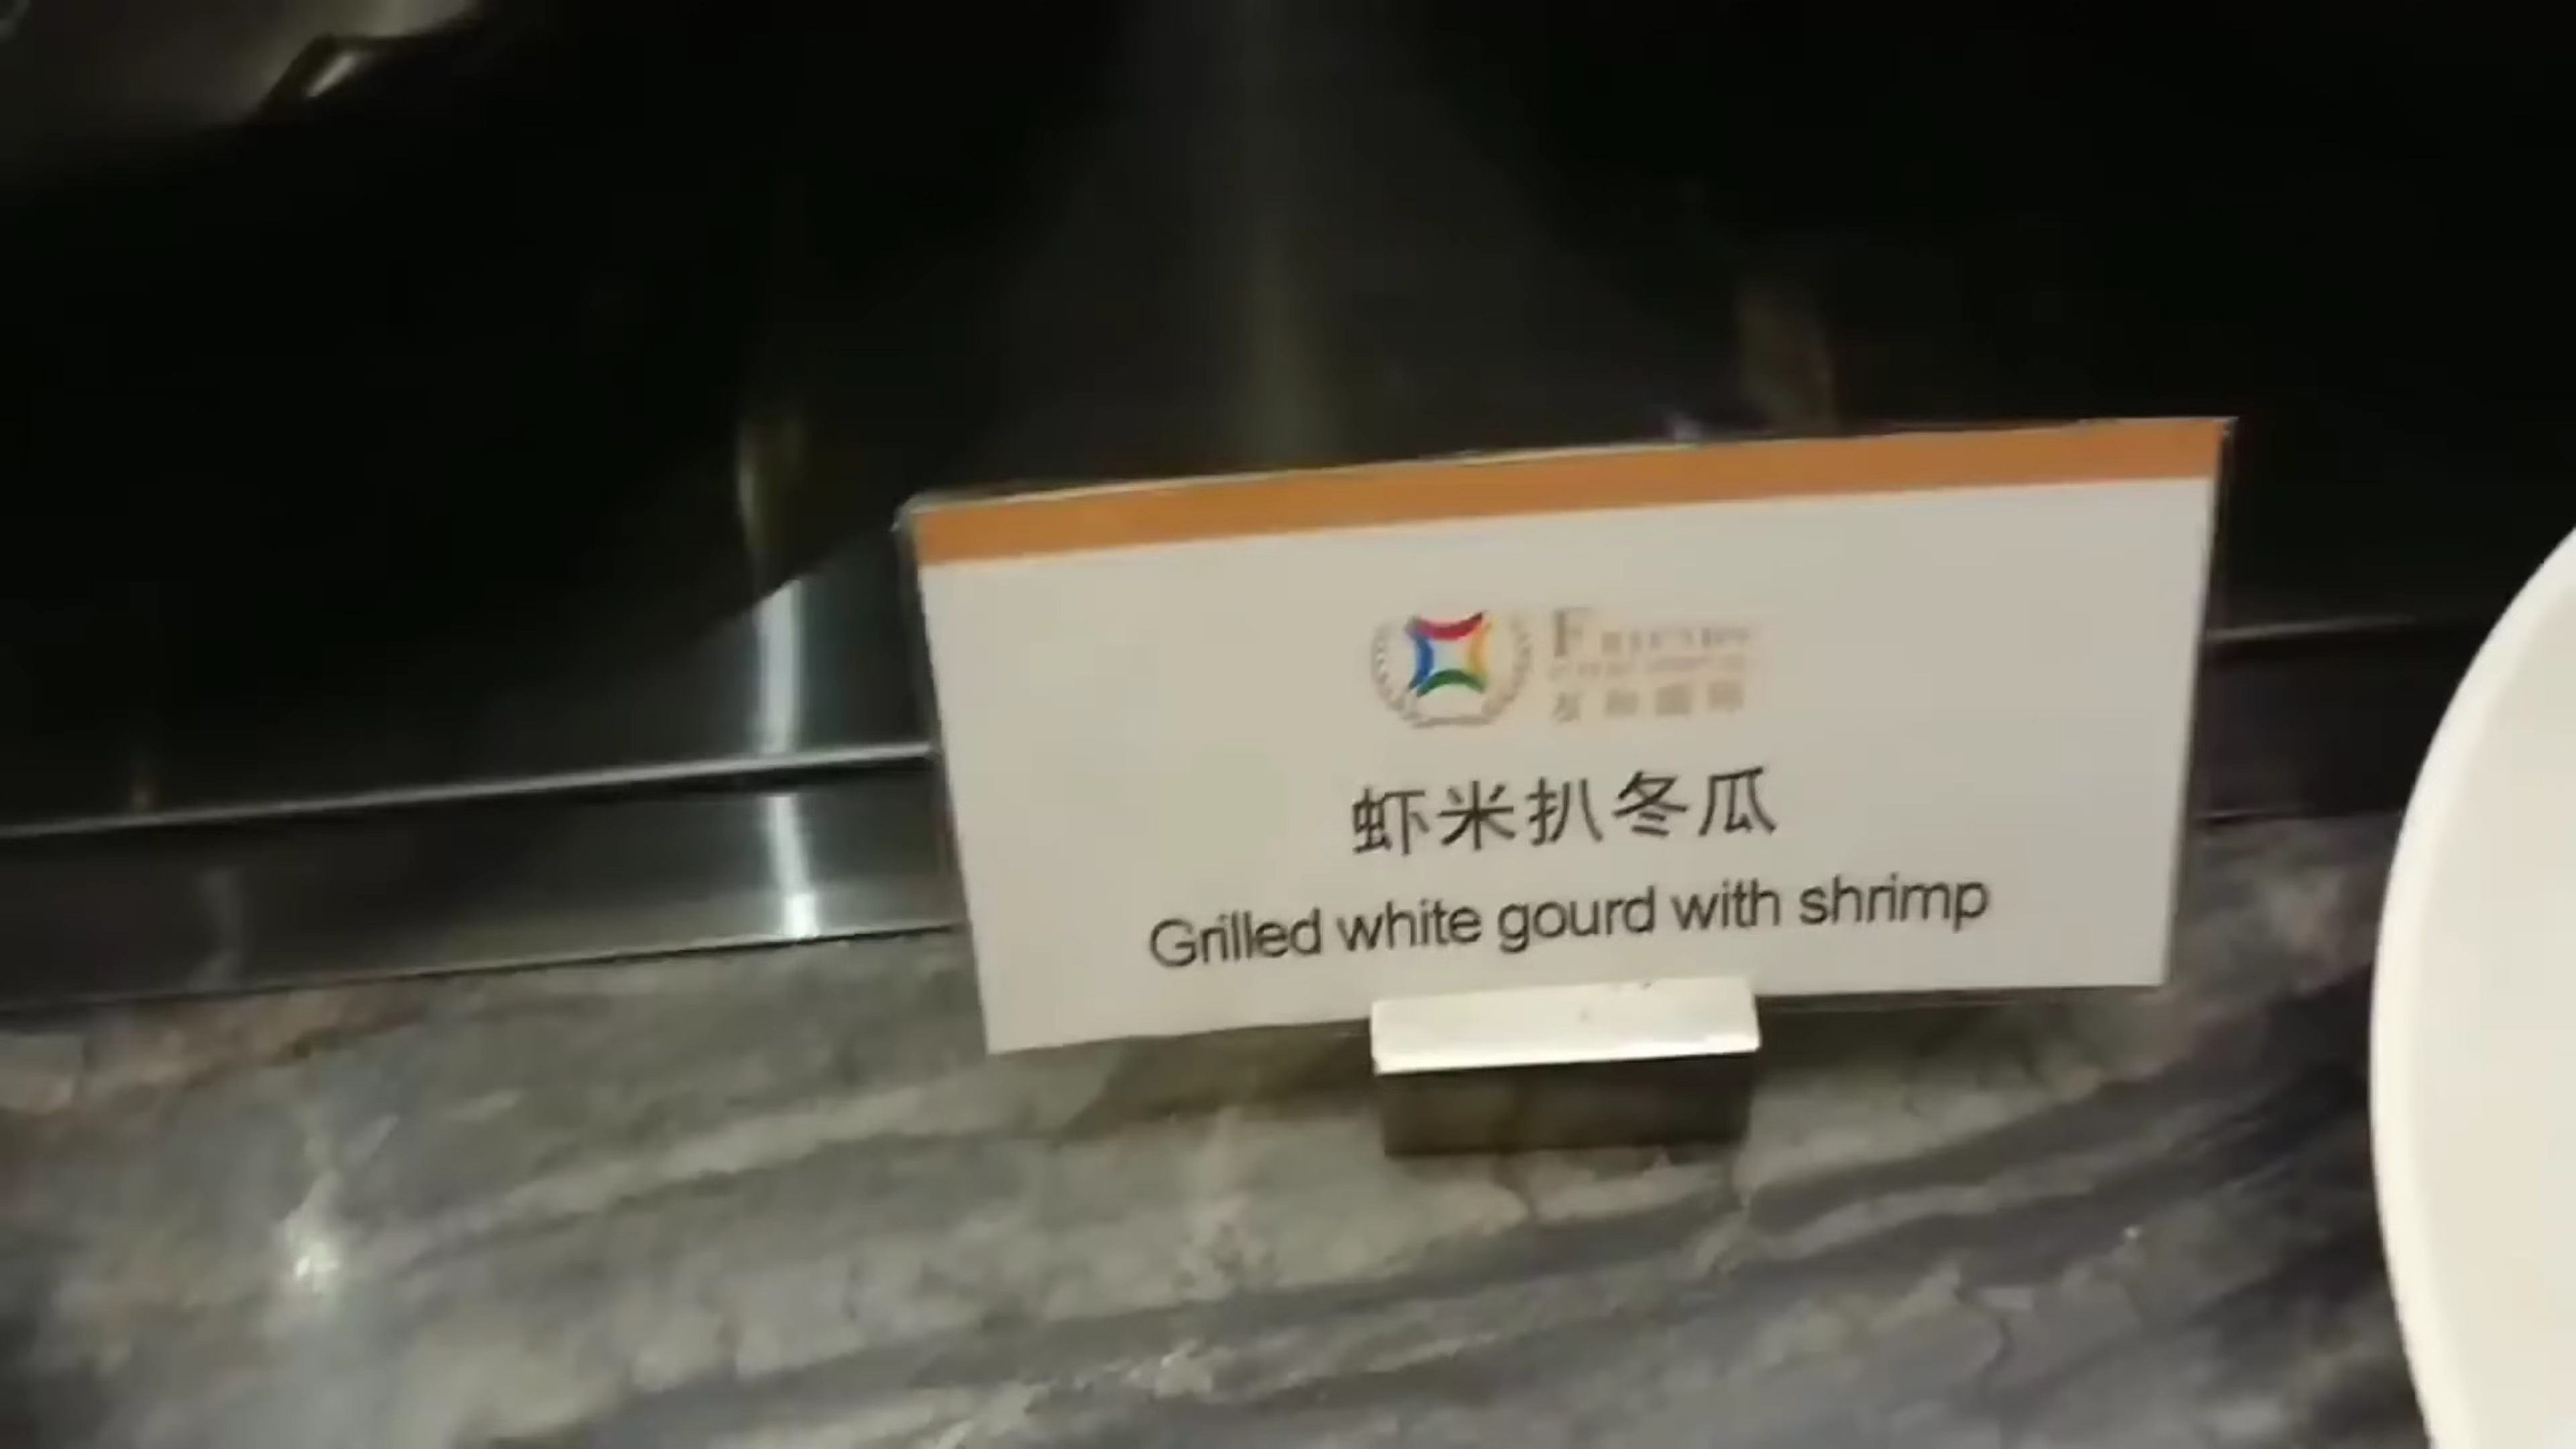 虾米扒冬瓜
Grilled white gourd with shrimp